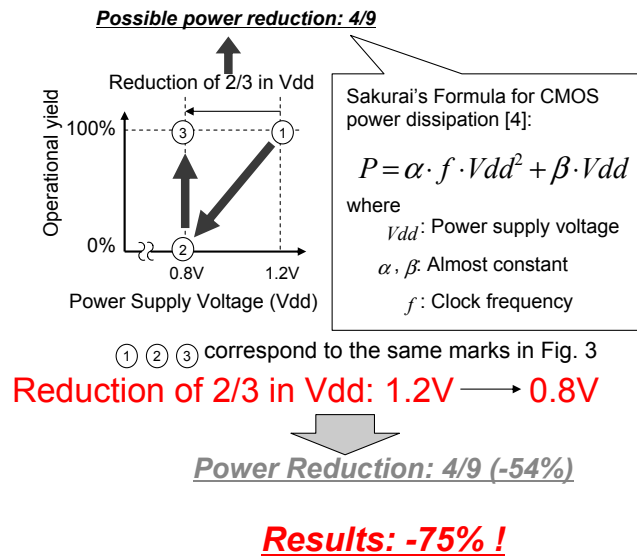 Possible power reduction: 4/9
Reduction of 2/3 in Vdd
Operational yield
100%
3
1
0%
2
0.8V
1.2V
Power Supply Voltage (Vdd)
Sakurai's Formula for CMOS
power dissipation [4]:
P = α · f · Vdd² + β · Vdd
where
Vdd : Power supply voltage
α , β : Almost constant
f : Clock frequency
① ② ③ correspond to the same marks in Fig. 3
Reduction of 2/3 in Vdd: 1.2V → 0.8V
Power Reduction: 4/9 (-54%)
Results: -75% !